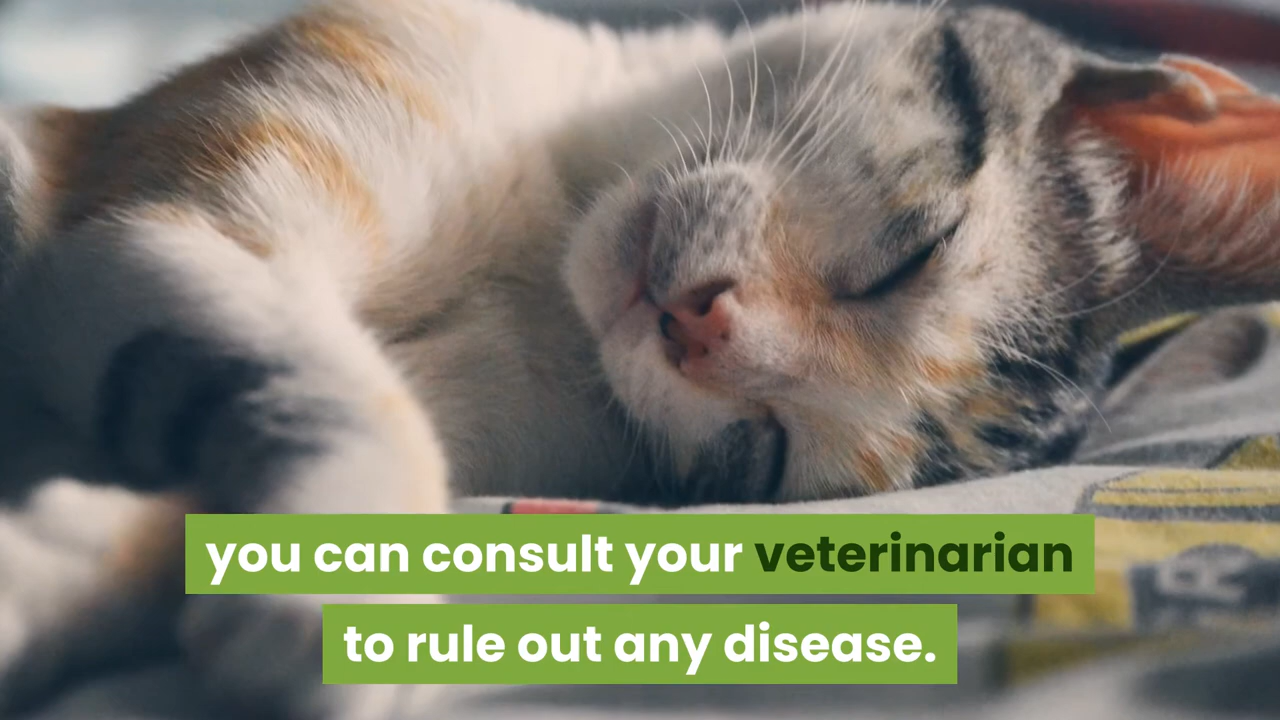 you can consult your veterinarian
to rule out any disease.